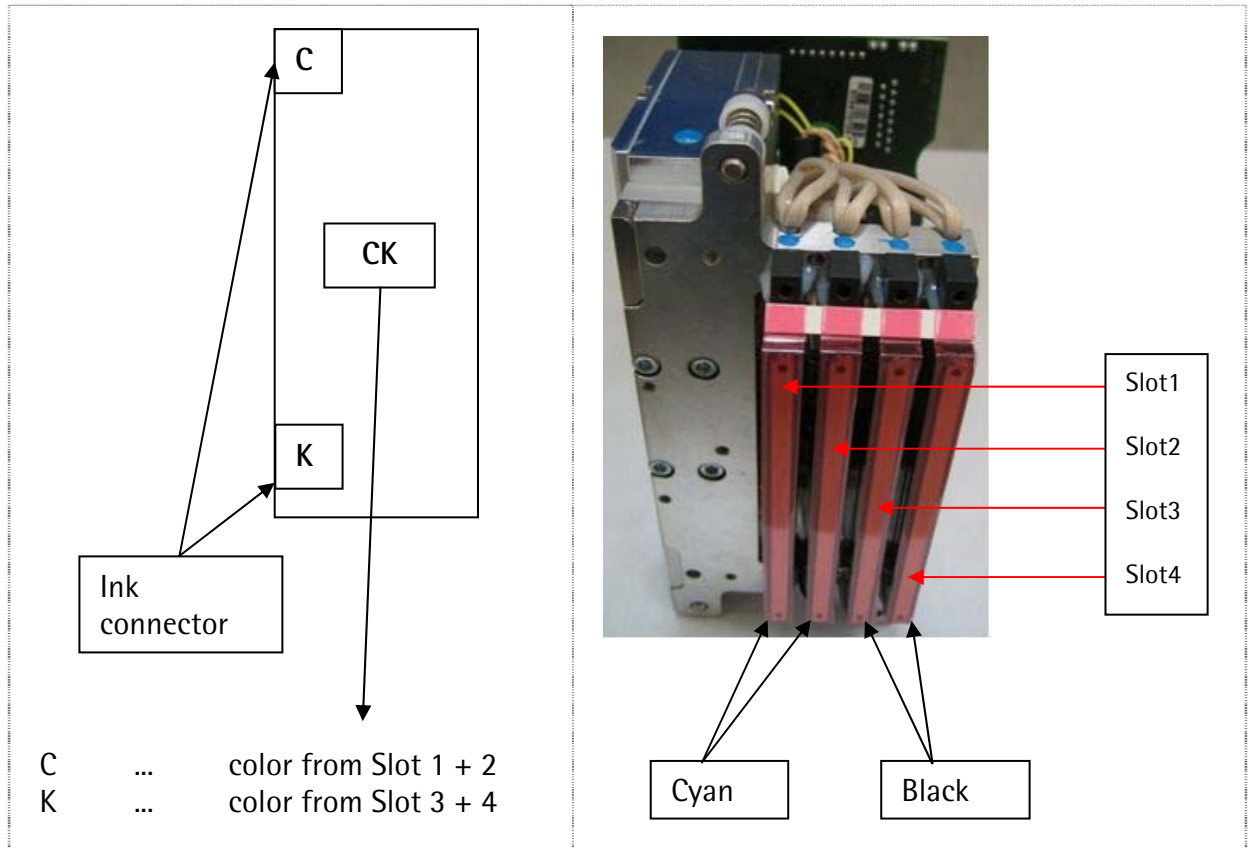 C
CK
K
Ink
connector
C ... color from Slot 1 + 2
K ... color from Slot 3 + 4
Slot1
Slot2
Slot3
Slot4
Cyan
Black